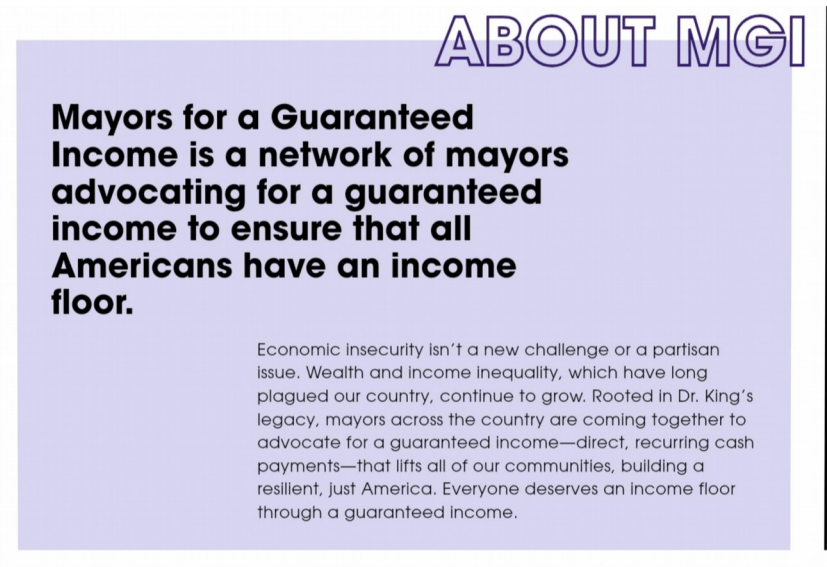 ABOUT MGI
Mayors for a Guaranteed
Income is a network of mayors
advocating for a guaranteed
income to ensure that all
Americans have an income
floor.
Economic insecurity isn't a new challenge or a partisan
issue. Wealth and income inequality, which have long
plagued our country, continue to grow. Rooted in Dr. King's
legacy, mayors across the country are coming together to
advocate for a guaranteed income—direct, recurring cash
payments—that lifts all of our communities, building a
resilient, just America. Everyone deserves an income floor
through a guaranteed income.